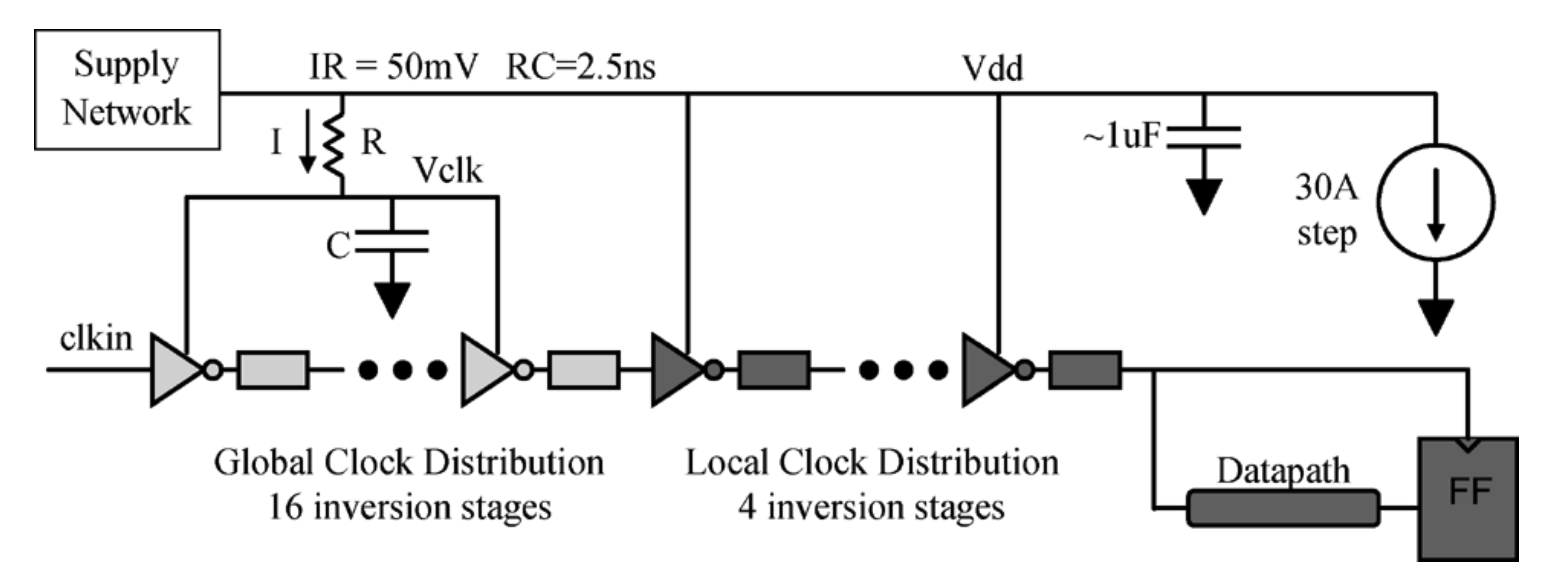 Supply
Network
IR = 50mV RC=2.5ns
Vdd
I
R
Vclk
C
~1uF
30A
step
clkin
Global Clock Distribution
16 inversion stages
Local Clock Distribution
4 inversion stages
Datapath
FF